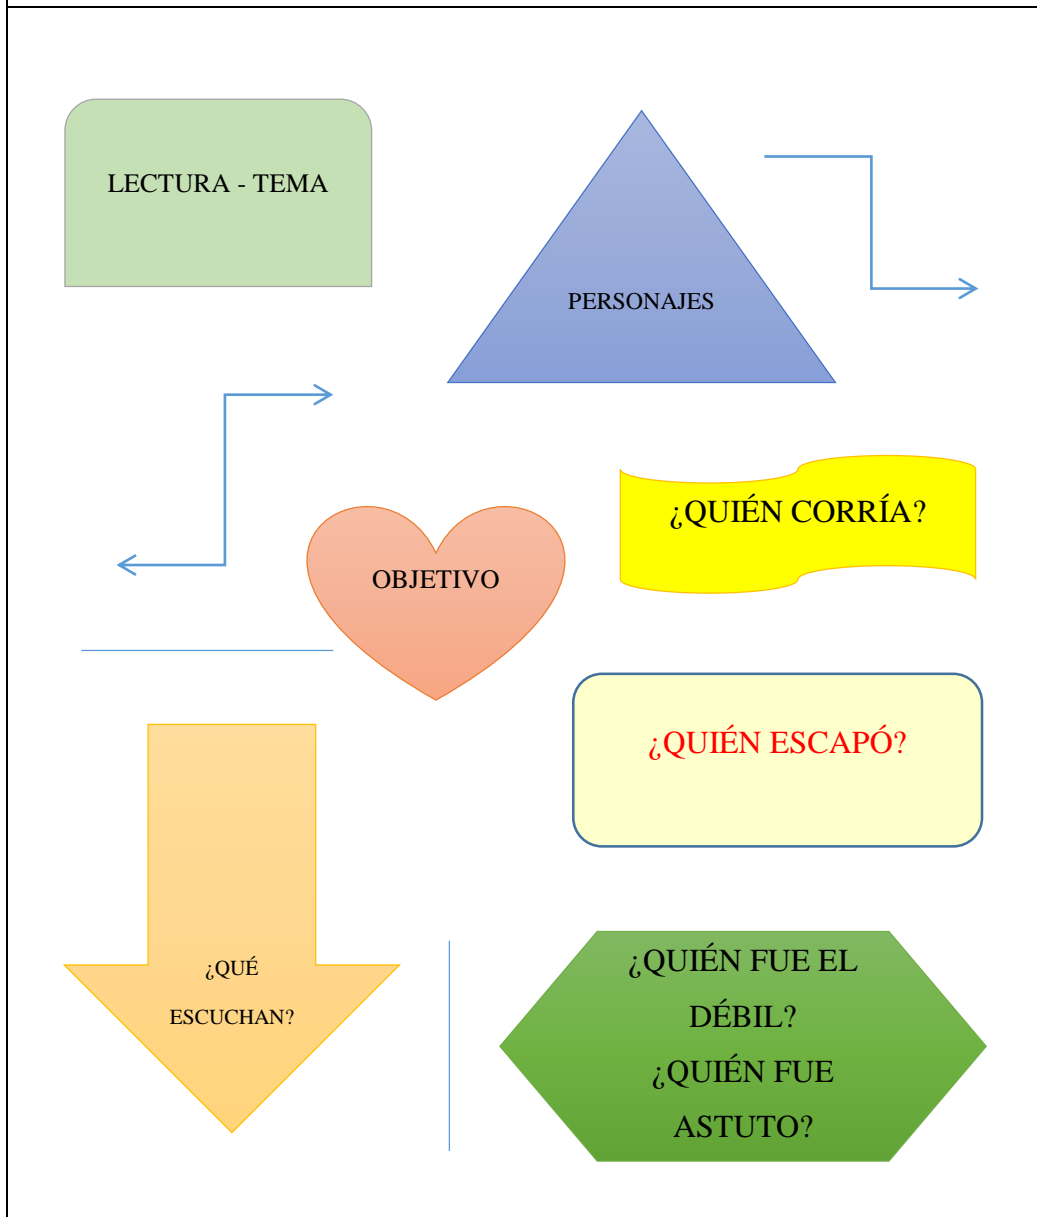 LECTURA - TEMA
PERSONAJES
¿QUIÉN CORRÍA?
OBJETIVO
¿QUIÉN ESCAPÓ?
¿QUÉ
ESCUCHAN?
¿QUIÉN FUE EL
DÉBIL?
¿QUIÉN FUE
ASTUTO?